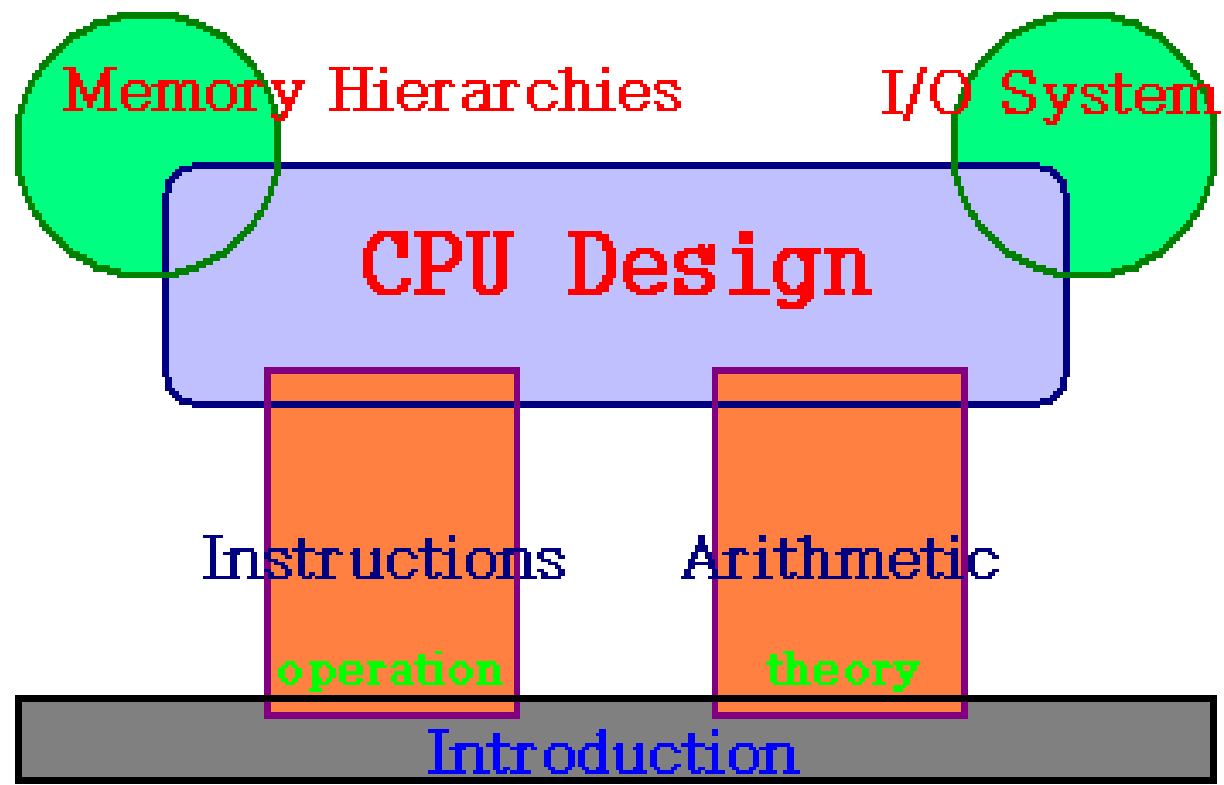 Memory Hierarchies
I/O System
CPU Design
Instructions
Arithmetic
operation
theory
Introduction